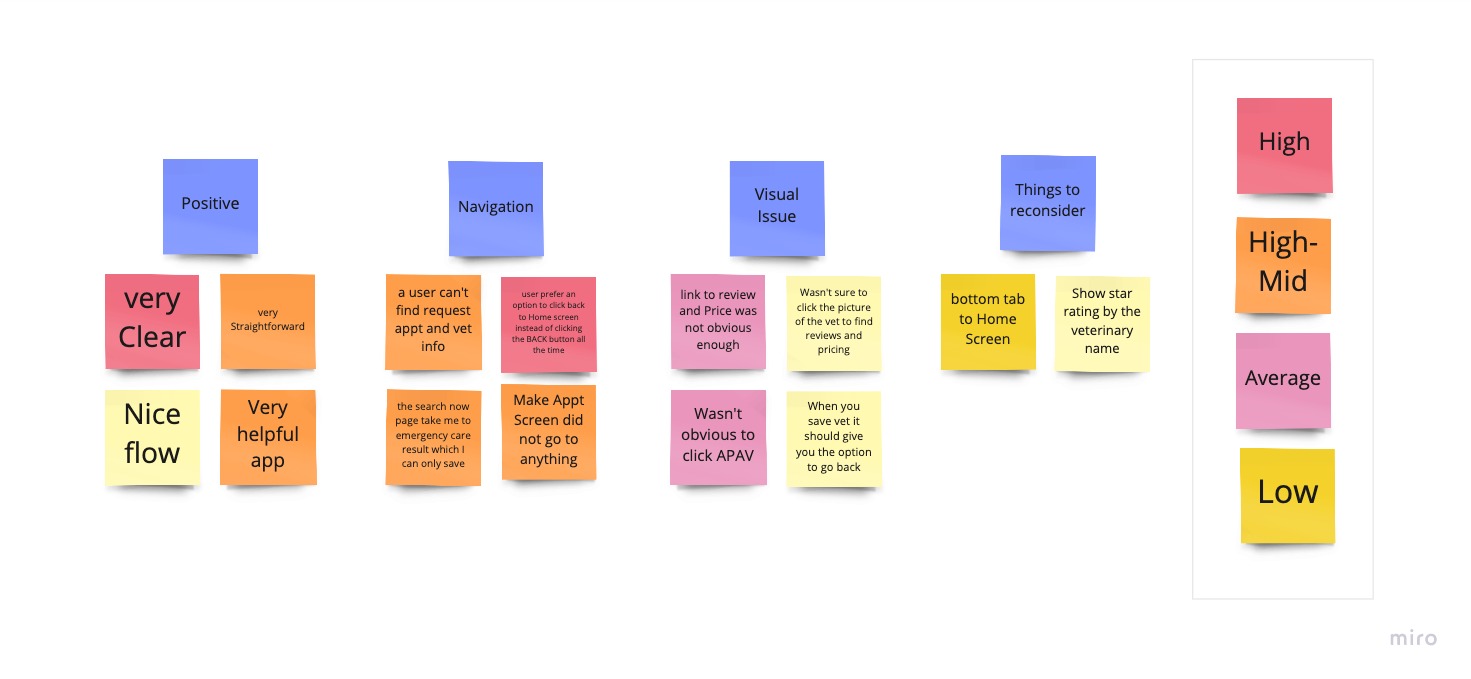 Positive
very
Clear
very
Straightforward
Nice
flow
Very
helpful
app
Navigation
a user can't
find request
appt and vet
info
user prefer an
option to click back
to Home screen
instead of clicking
the BACK button all
the time
the search now
page take me to
emergency care
result which I
can only save
Make Appt
Screen did
not go to
anything
Visual
Issue
link to review
and Price was
not obvious
enough
Wasn't sure to
click the picture
of the vet to find
reviews and
pricing
Wasn't
obvious to
click APAV
When you
save vet it
should give
you the option
to go back
Things to
reconsider
bottom tab
to Home
Screen
Show star
rating by the
veterinary
name
High
High-
Mid
Average
Low
miro